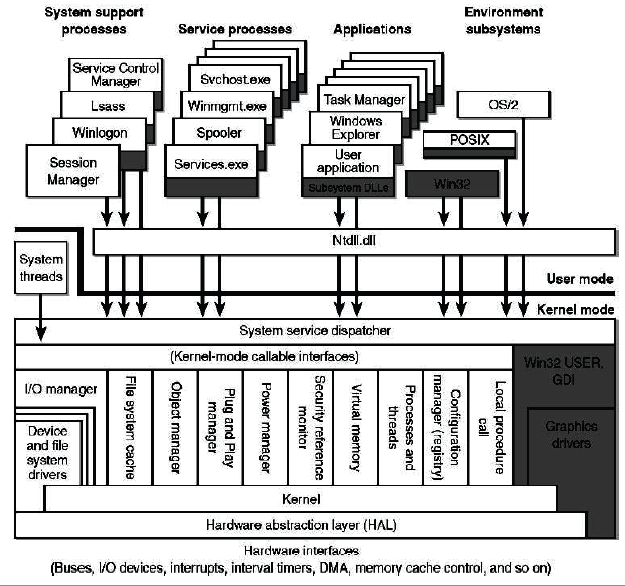 System support
processes
Service processes
Applications
Environment
subsystems
Service Control
Manager
Lsass
Winlogon
Session
Manager
Svchost.exe
Winmgmt.exe
Spooler
Services.exe
Task Manager
Windows
Explorer
User
application
Subsystem DLLs
OS/2
POSIX
Win32
Ntdll.dll
System
threads
User mode
Kernel mode
System service dispatcher
(Kernel-mode callable interfaces)
Win32 USER,
GDI
I/O manager
Device
and file
system
drivers
File system cache
Object manager
Plug and Play
manager
Power manager
Security reference
monitor
Virtual memory
Processes and
threads
Configuration
manager (registry)
Local procedure
call
Graphics
drivers
Kernel
Hardware abstraction layer (HAL)
Hardware interfaces
(Buses, I/O devices, interrupts, interval timers, DMA, memory cache control, and so on)